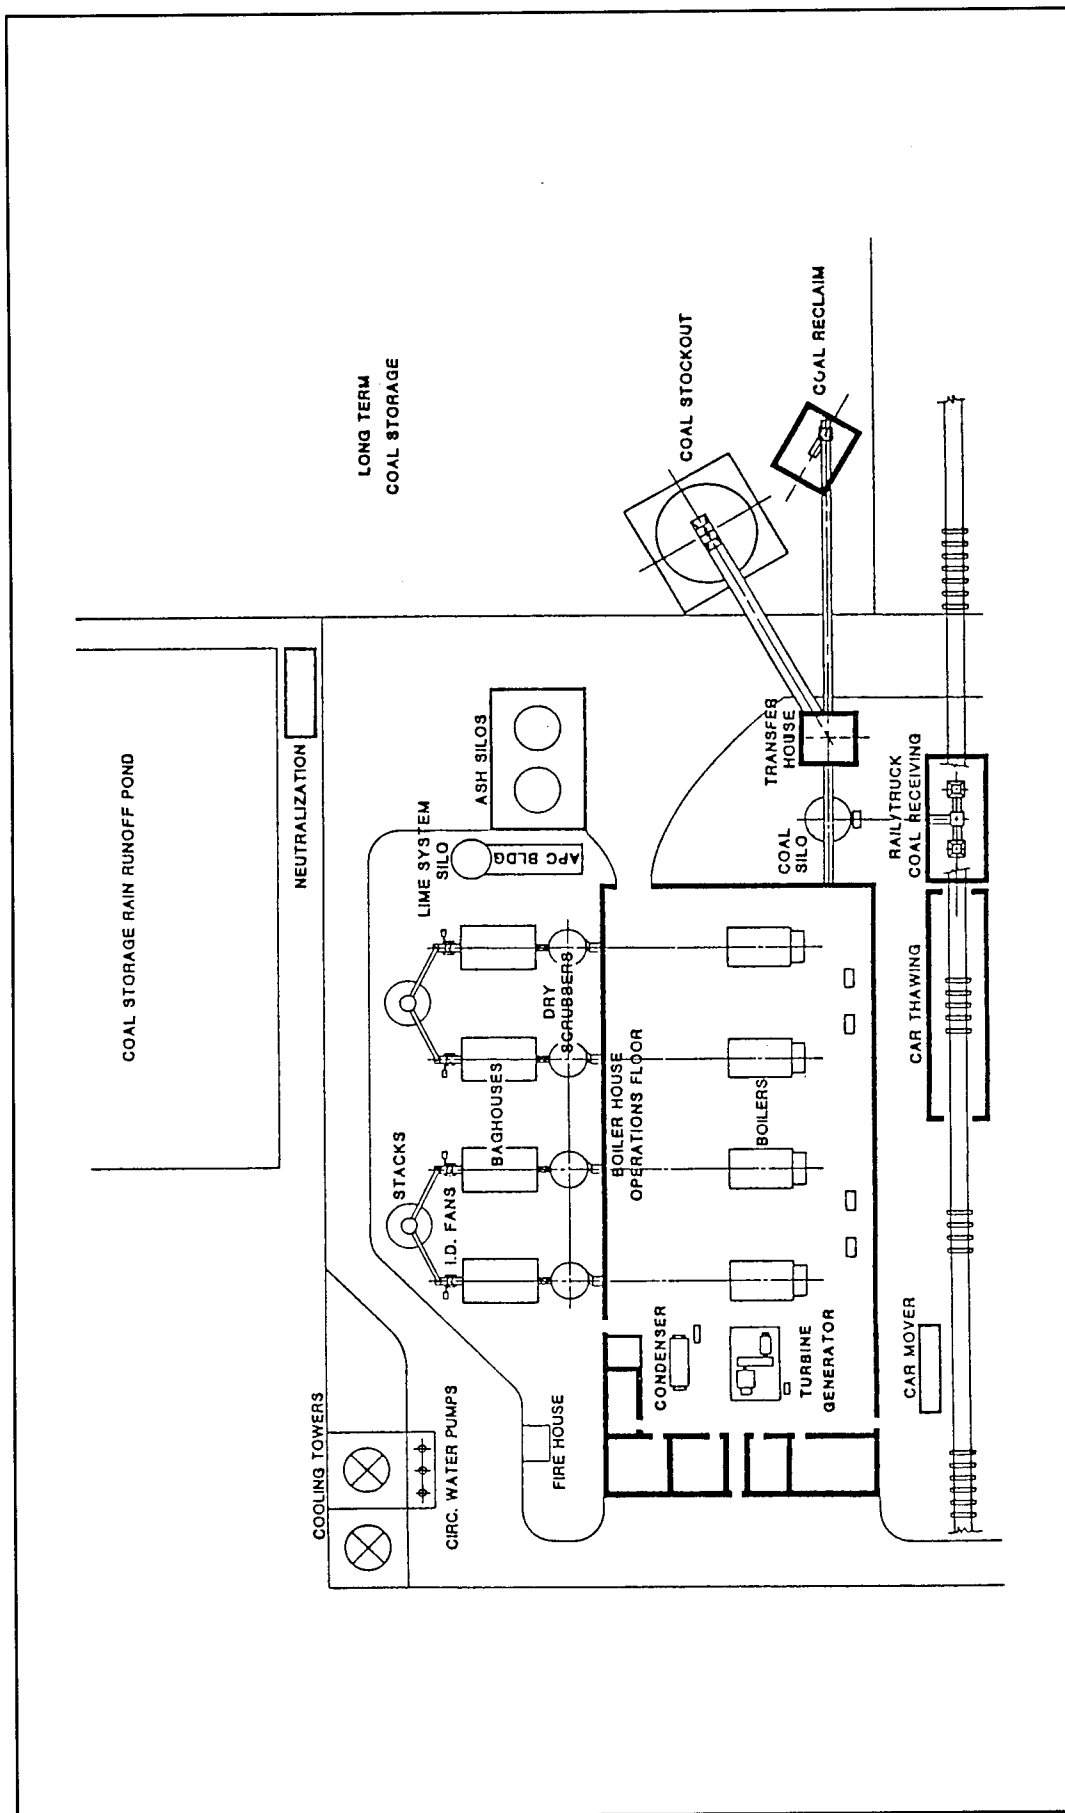 COAL STORAGE RAIN RUNOFF POND
NEUTRALIZATION
LONG TERM
COAL STORAGE
COOLING TOWERS
CIRC. WATER PUMPS
STACKS
I.D. FANS
LIME SYSTEM
SILO
ASH SILOS
APC BLDG
BAGHOUSES
DRY
SCRUBBERS
FIRE HOUSE
BOILER HOUSE
OPERATIONS FLOOR
CONDENSER
BOILERS
TURBINE
GENERATOR
COAL STOCKOUT
COAL RECLAIM
TRANSFER
HOUSE
COAL
SILO
RAIL/TRUCK
COAL RECEIVING
CAR THAWING
CAR MOVER